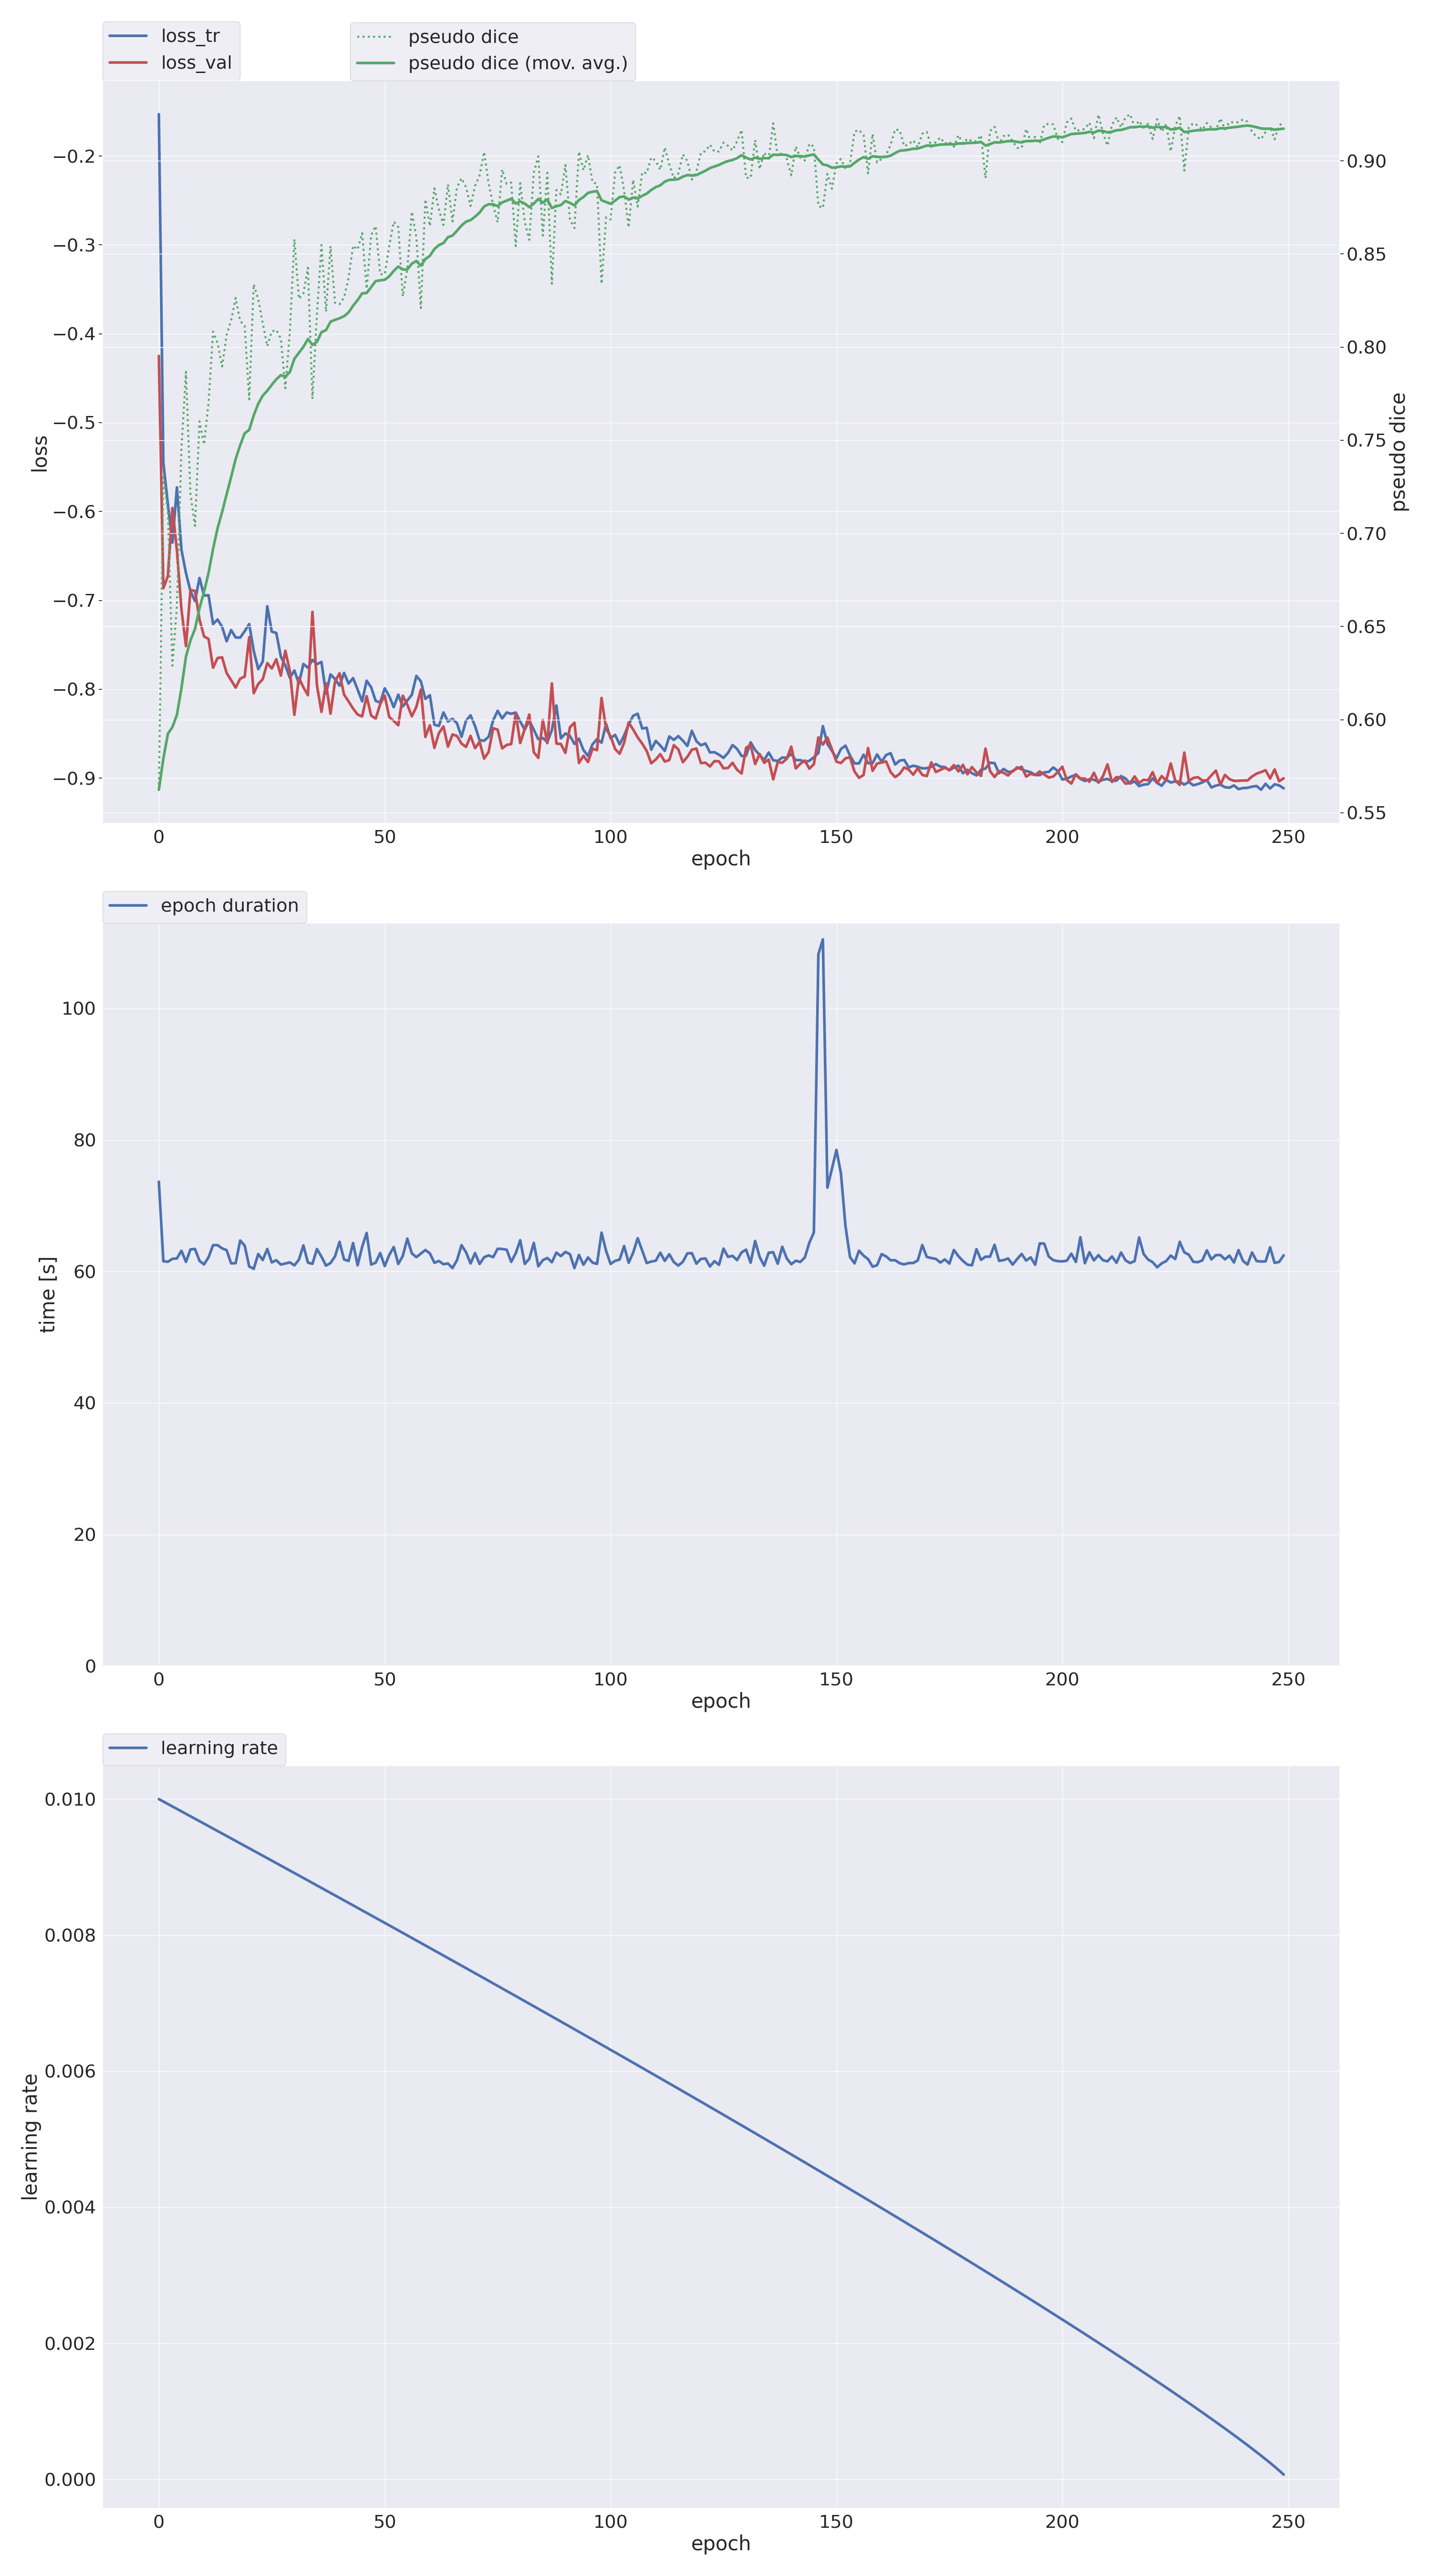 loss_tr
loss_val
pseudo dice
pseudo dice (mov. avg.)
−0.2
−0.3
−0.4
−0.5
−0.6
−0.7
−0.8
−0.9
loss
0.90
0.85
0.80
0.75
0.70
0.65
0.60
0.55
pseudo dice
0 50 100 150 200 250
epoch
epoch duration
100
80
60
40
20
0
time [s]
0 50 100 150 200 250
epoch
learning rate
0.010
0.008
0.006
0.004
0.002
0.000
learning rate
0 50 100 150 200 250
epoch